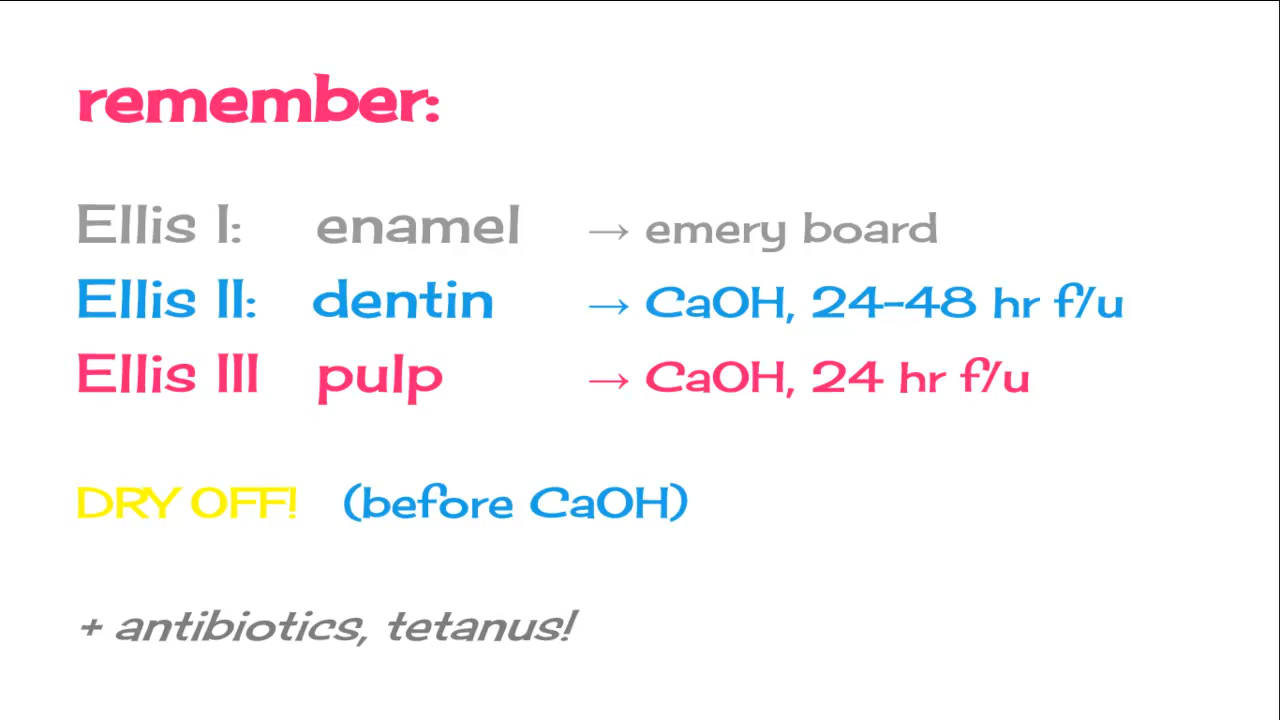 remember:
Ellis I: enamel → emery board
Ellis II: dentin → CaOH, 24-48 hr f/u
Ellis III pulp → CaOH, 24 hr f/u
DRY OFF! (before CaOH)
+ antibiotics, tetanus!